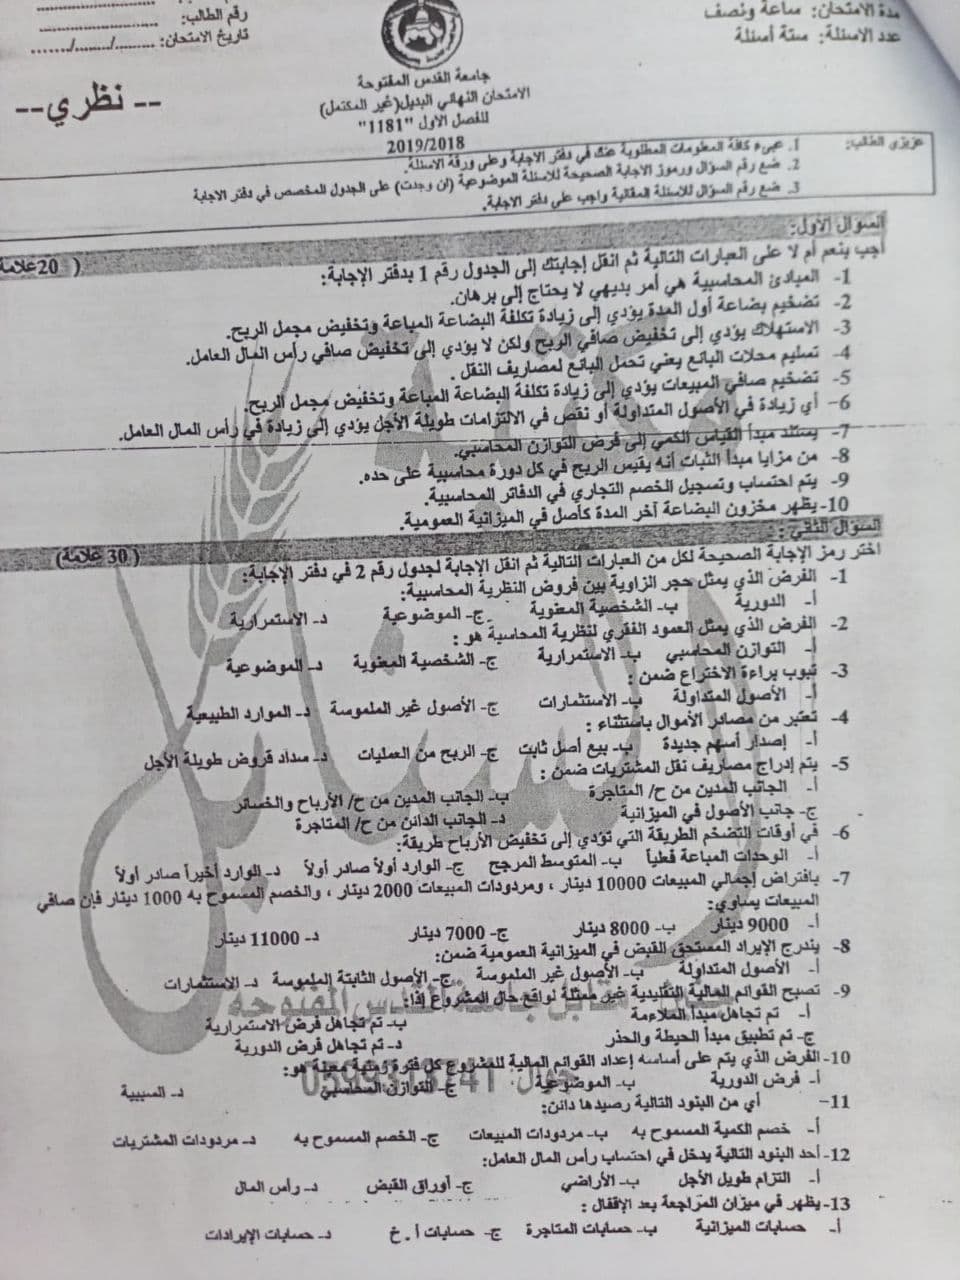 مدة الامتحان: ساعة ونصف
عدد الاسئلة: ستة أسئلة
رقم الطالب: ....................
تاريخ الامتحان: ........./......../.......
-- نظري --
جامعة القدس المفتوحة
الامتحان النهائي البديل(غير المكتمل)
للفصل الاول "1181"
2019/2018
عزيزي الطالب:
1. عبىء كافة المعلومات المطلوبة عنك في دفتر الاجابة وعلى ورقة الاسئلة.
2. ضع رقم السؤال ورموز الاجابة الصحيحة للاسئلة الموضوعية (ان وجدت) على الجدول المخصص في دفتر الاجابة
3. ضع رقم السؤال للاسئلة المقالية واجب على دفتر الاجابة.
السؤال الأول:
( 20علامة
أجب بنعم أم لا على العبارات التالية ثم انقل إجابتك إلى الجدول رقم 1 بدفتر الإجابة:
1- المبادئ المحاسبية هي أمر بديهي لا يحتاج إلى برهان.
2- تضخيم بضاعة أول المدة يؤدي إلى زيادة تكلفة البضاعة المباعة وتخفيض مجمل الربح.
3- الاستهلاك يؤدي إلى تخفيض صافي الربح ولكن لا يؤدي إلى تخفيض صافي رأس المال العامل.
4- تسليم محلات البائع يعني تحمل البائع لمصاريف النقل .
5- تضخيم صافي المبيعات يؤدي إلى زيادة تكلفة البضاعة المباعة وتخفيض مجمل الربح.
6- أي زيادة في الأصول المتداولة أو نقص في الالتزامات طويلة الأجل يؤدي إلى زيادة في رأس المال العامل.
7- يستند مبدأ القياس الكمي إلى فرض التوازن المحاسبي.
8- من مزايا مبدأ الثبات أنه يقيس الربح في كل دورة محاسبية على حده.
9- يتم احتساب وتسجيل الخصم التجاري في الدفاتر المحاسبية.
10- يظهر مخزون البضاعة آخر المدة كأصل في الميزانية العمومية.
السؤال الثاني :
( 30 علامة)
اختر رمز الإجابة الصحيحة لكل من العبارات التالية ثم انقل الإجابة لجدول رقم 2 في دفتر الإجابة:
1- الفرض الذي يمثل حجر الزاوية بين فروض النظرية المحاسبية:
أ- الدورية ب- الشخصية المعنوية ج- الموضوعية د- الاستمرارية
2- الفرض الذي يمثل العمود الفقري لنظرية المحاسبة هو :
أ- التوازن المحاسبي ب- الاستمرارية ج- الشخصية المعنوية د- الموضوعية
3- تبوب براءة الاختراع ضمن :
أ- الأصول المتداولة ب- الاستثمارات ج- الأصول غير الملموسة د- الموارد الطبيعية
4- تعتبر من مصادر الأموال باستثناء :
أ- إصدار أسهم جديدة ب- بيع أصل ثابت ج- الربح من العمليات د- سداد قروض طويلة الأجل
5- يتم إدراج مصاريف نقل المشتريات ضمن :
أ- الجانب المدين من ح/ المتاجرة ب- الجانب المدين من ح/ الأرباح والخسائر
ج- جانب الأصول في الميزانية د- الجانب الدائن من ح/ المتاجرة
6- في أوقات التضخم الطريقة التي تؤدي إلى تخفيض الأرباح طريقة:
أ- الوحدات المباعة فعلياً ب- المتوسط المرجح ج- الوارد أولاً صادر أولاً د- الوارد أخيراً صادر أولاً
7- بافتراض إجمالي المبيعات 10000 دينار ، ومردودات المبيعات 2000 دينار ، والخصم المسموح به 1000 دينار فإن صافي
المبيعات يساوي:
أ- 9000 دينار ب- 8000 دينار ج- 7000 دينار د- 11000 دينار
8- يندرج الإيراد المستحق القبض في الميزانية العمومية ضمن:
أ- الأصول المتداولة ب- الأصول غير الملموسة ج- الأصول الثابتة الملموسة د- الاستثمارات
9- تصبح القوائم المالية التقليدية غير ممثلة لواقع حال المشروع إذا:
أ- تم تجاهل مبدأ الملاءمة ب- تم تجاهل فرض الاستمرارية
ج- تم تطبيق مبدأ الحيطة والحذر د- تم تجاهل فرض الدورية
10- الفرض الذي يتم على أساسه إعداد القوائم المالية للمشروع كل فترة زمنية معينة هو:
أ- فرض الدورية ب- الموضوعية ج- التوازن المحاسبي د- السببية
11- أي من البنود التالية رصيدها دائن:
أ- خصم الكمية المسموح به ب- مردودات المبيعات ج- الخصم المسموح به د- مردودات المشتريات
12- أحد البنود التالية يدخل في احتساب رأس المال العامل:
أ- التزام طويل الأجل ب- الأراضي ج- أوراق القبض د- رأس المال
13- يظهر في ميزان المراجعة بعد الإقفال :
أ- حسابات الميزانية ب- حسابات المتاجرة ج- حسابات أ . خ د- حسابات الإيرادات
مكتبة
السنابل
مقابل جامعة القدس المفتوحة
جوال: